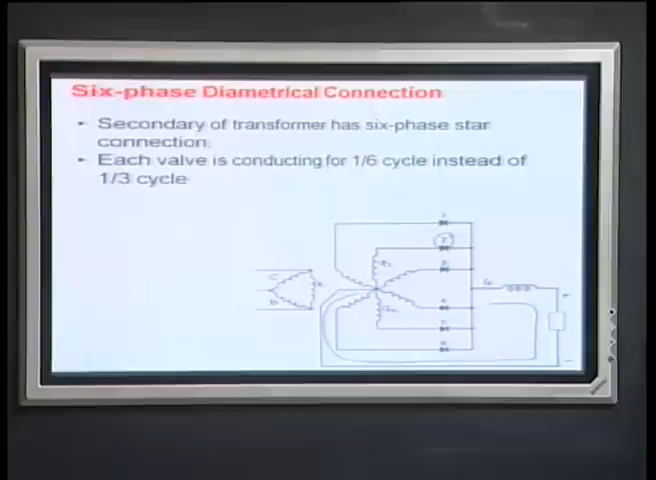 Six-phase Diametrical Connection
• Secondary of transformer has six-phase star
connection.
• Each valve is conducting for 1/6 cycle instead of
1/3 cycle